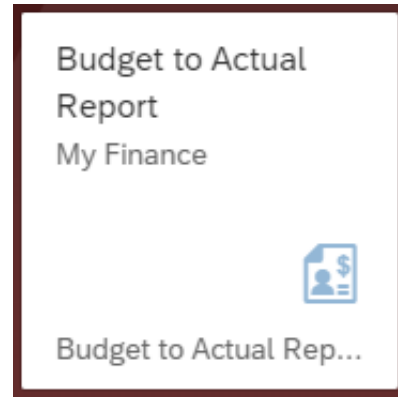 Budget to Actual
Report
My Finance
$
Budget to Actual Rep...